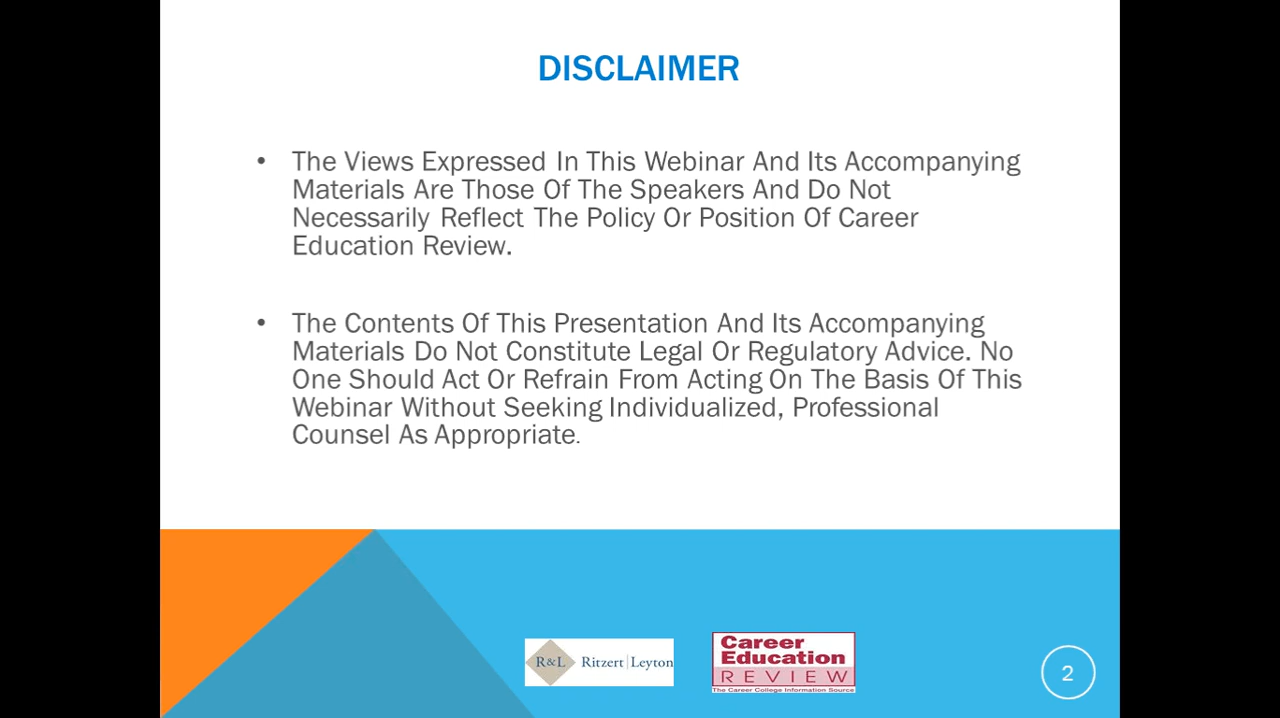 DISCLAIMER
• The Views Expressed In This Webinar And Its Accompanying
Materials Are Those Of The Speakers And Do Not
Necessarily Reflect The Policy Or Position Of Career
Education Review.
• The Contents Of This Presentation And Its Accompanying
Materials Do Not Constitute Legal Or Regulatory Advice. No
One Should Act Or Refrain From Acting On The Basis Of This
Webinar Without Seeking Individualized, Professional
Counsel As Appropriate.
R&L Ritzert|Leyton
Career
Education
REVIEW
The Career College Information Source
2